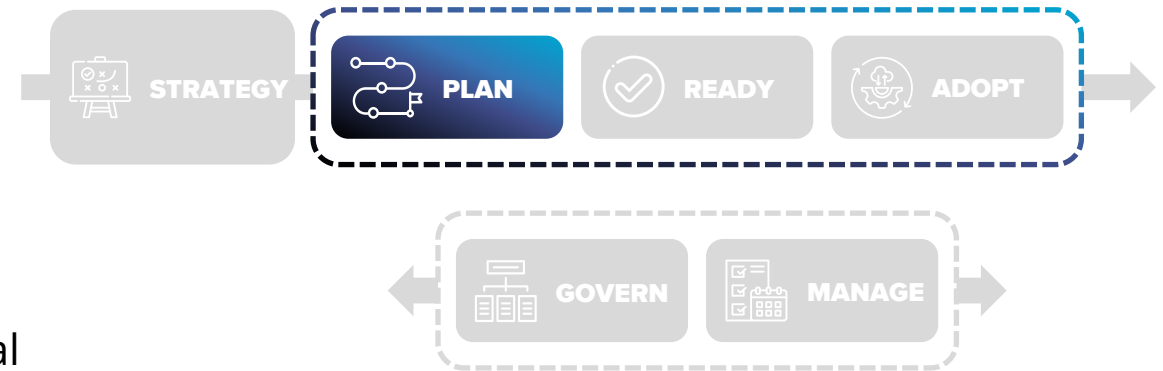 STRATEGY
PLAN
READY
ADOPT
GOVERN
MANAGE
al